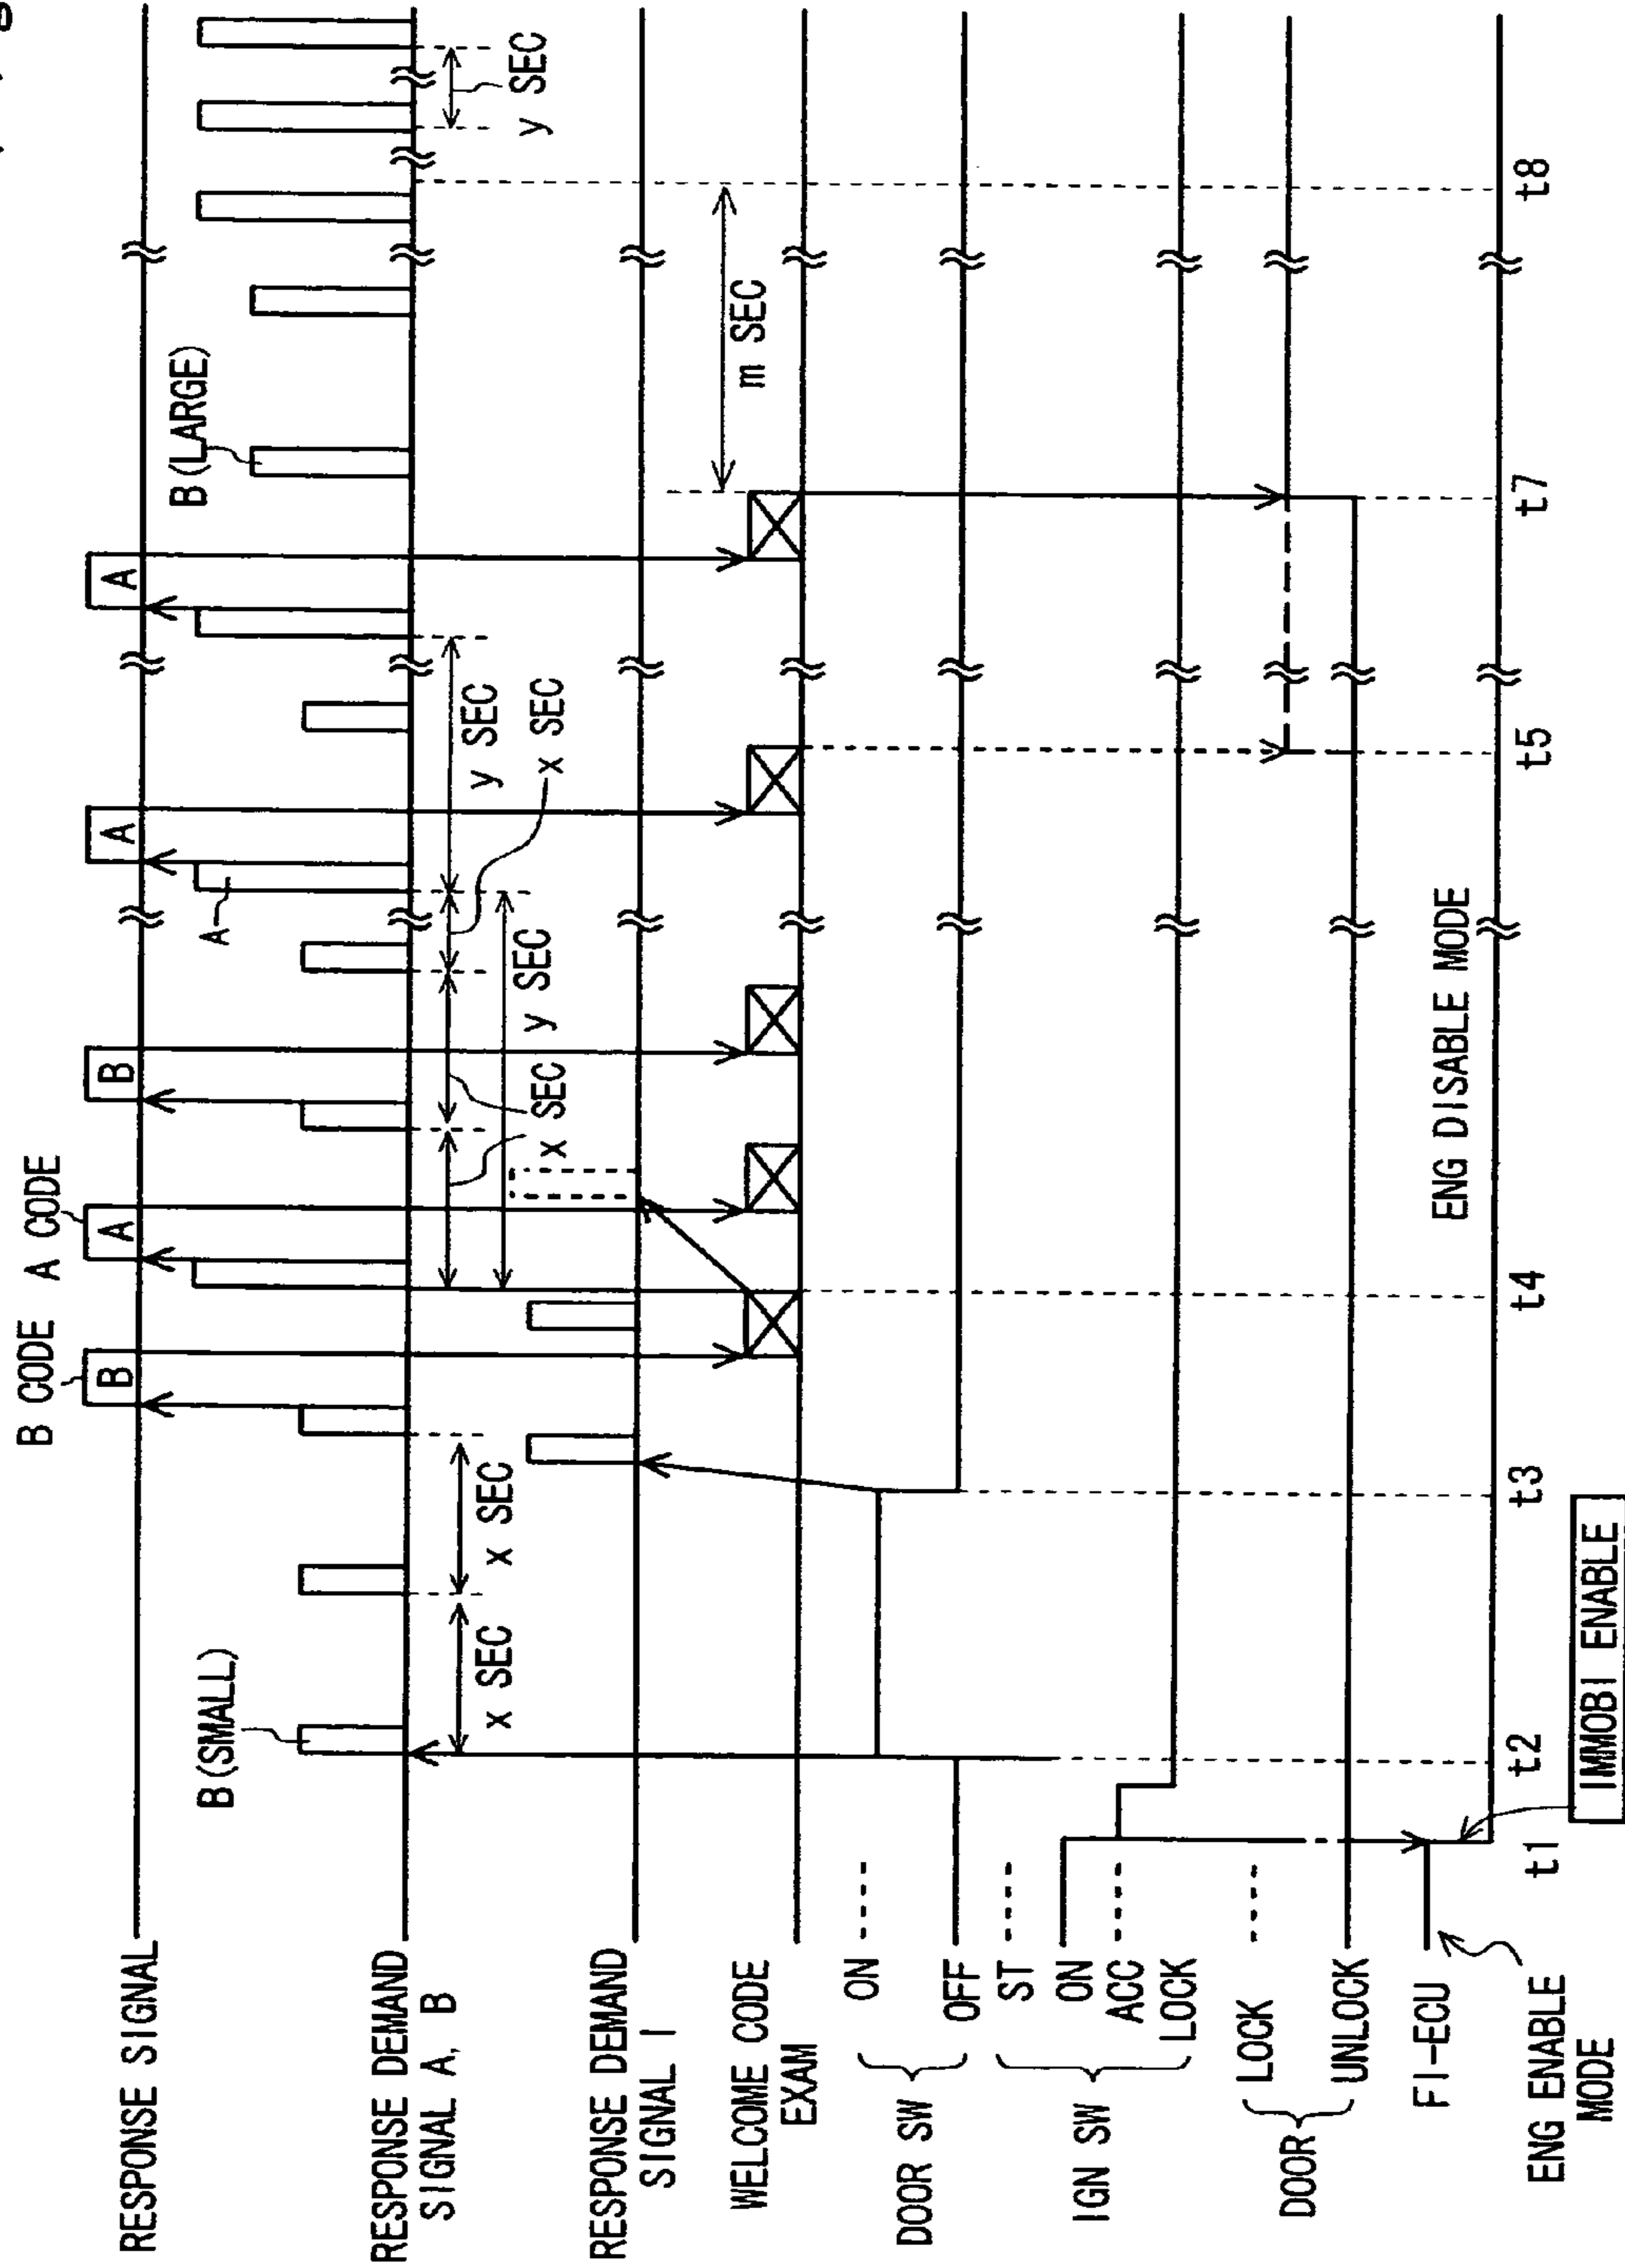 B CODE
A CODE
RESPONSE SIGNAL
B
A
B
A
A
B(SMALL)
A
B(LARGE)
RESPONSE DEMAND
SIGNAL A, B
x SEC
x SEC
x SEC
y SEC
y SEC
x SEC
y SEC
RESPONSE DEMAND
SIGNAL I
WELCOME CODE
EXAM
m SEC
DOOR SW
ON
OFF
IGN SW
ST
ON
ACC
LOCK
DOOR
LOCK
UNLOCK
FI-ECU
ENG ENABLE
MODE
ENG DISABLE MODE
t1
t2
t3
t4
t5
t7
t8
IMMOBI ENABLE